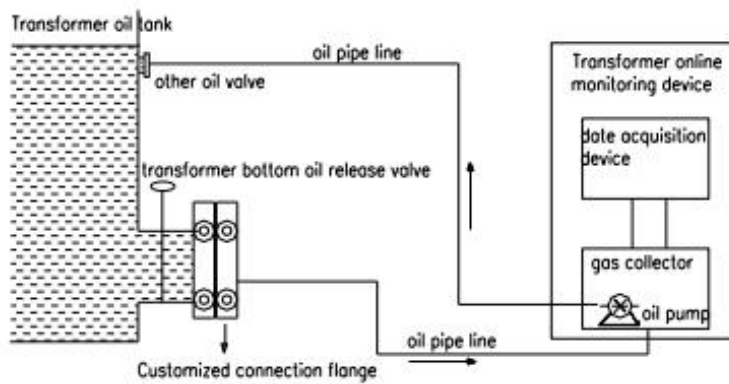 Transformer oil tank
oil pipe line
other oil valve
transformer bottom oil release valve
Customized connection flange
oil pipe line
Transformer online
monitoring device
date acquisition
device
gas collector
oil pump